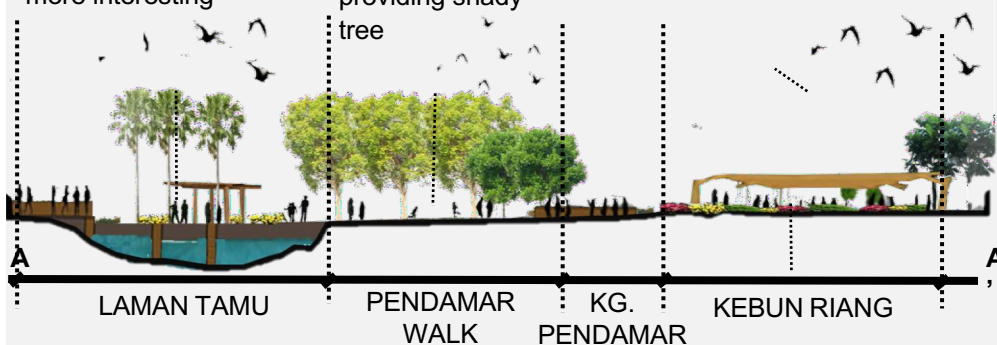 more interesting
providing shady
tree
A
A
,
LAMAN TAMU
PENDAMAR
WALK
KG.
PENDAMAR
KEBUN RIANG